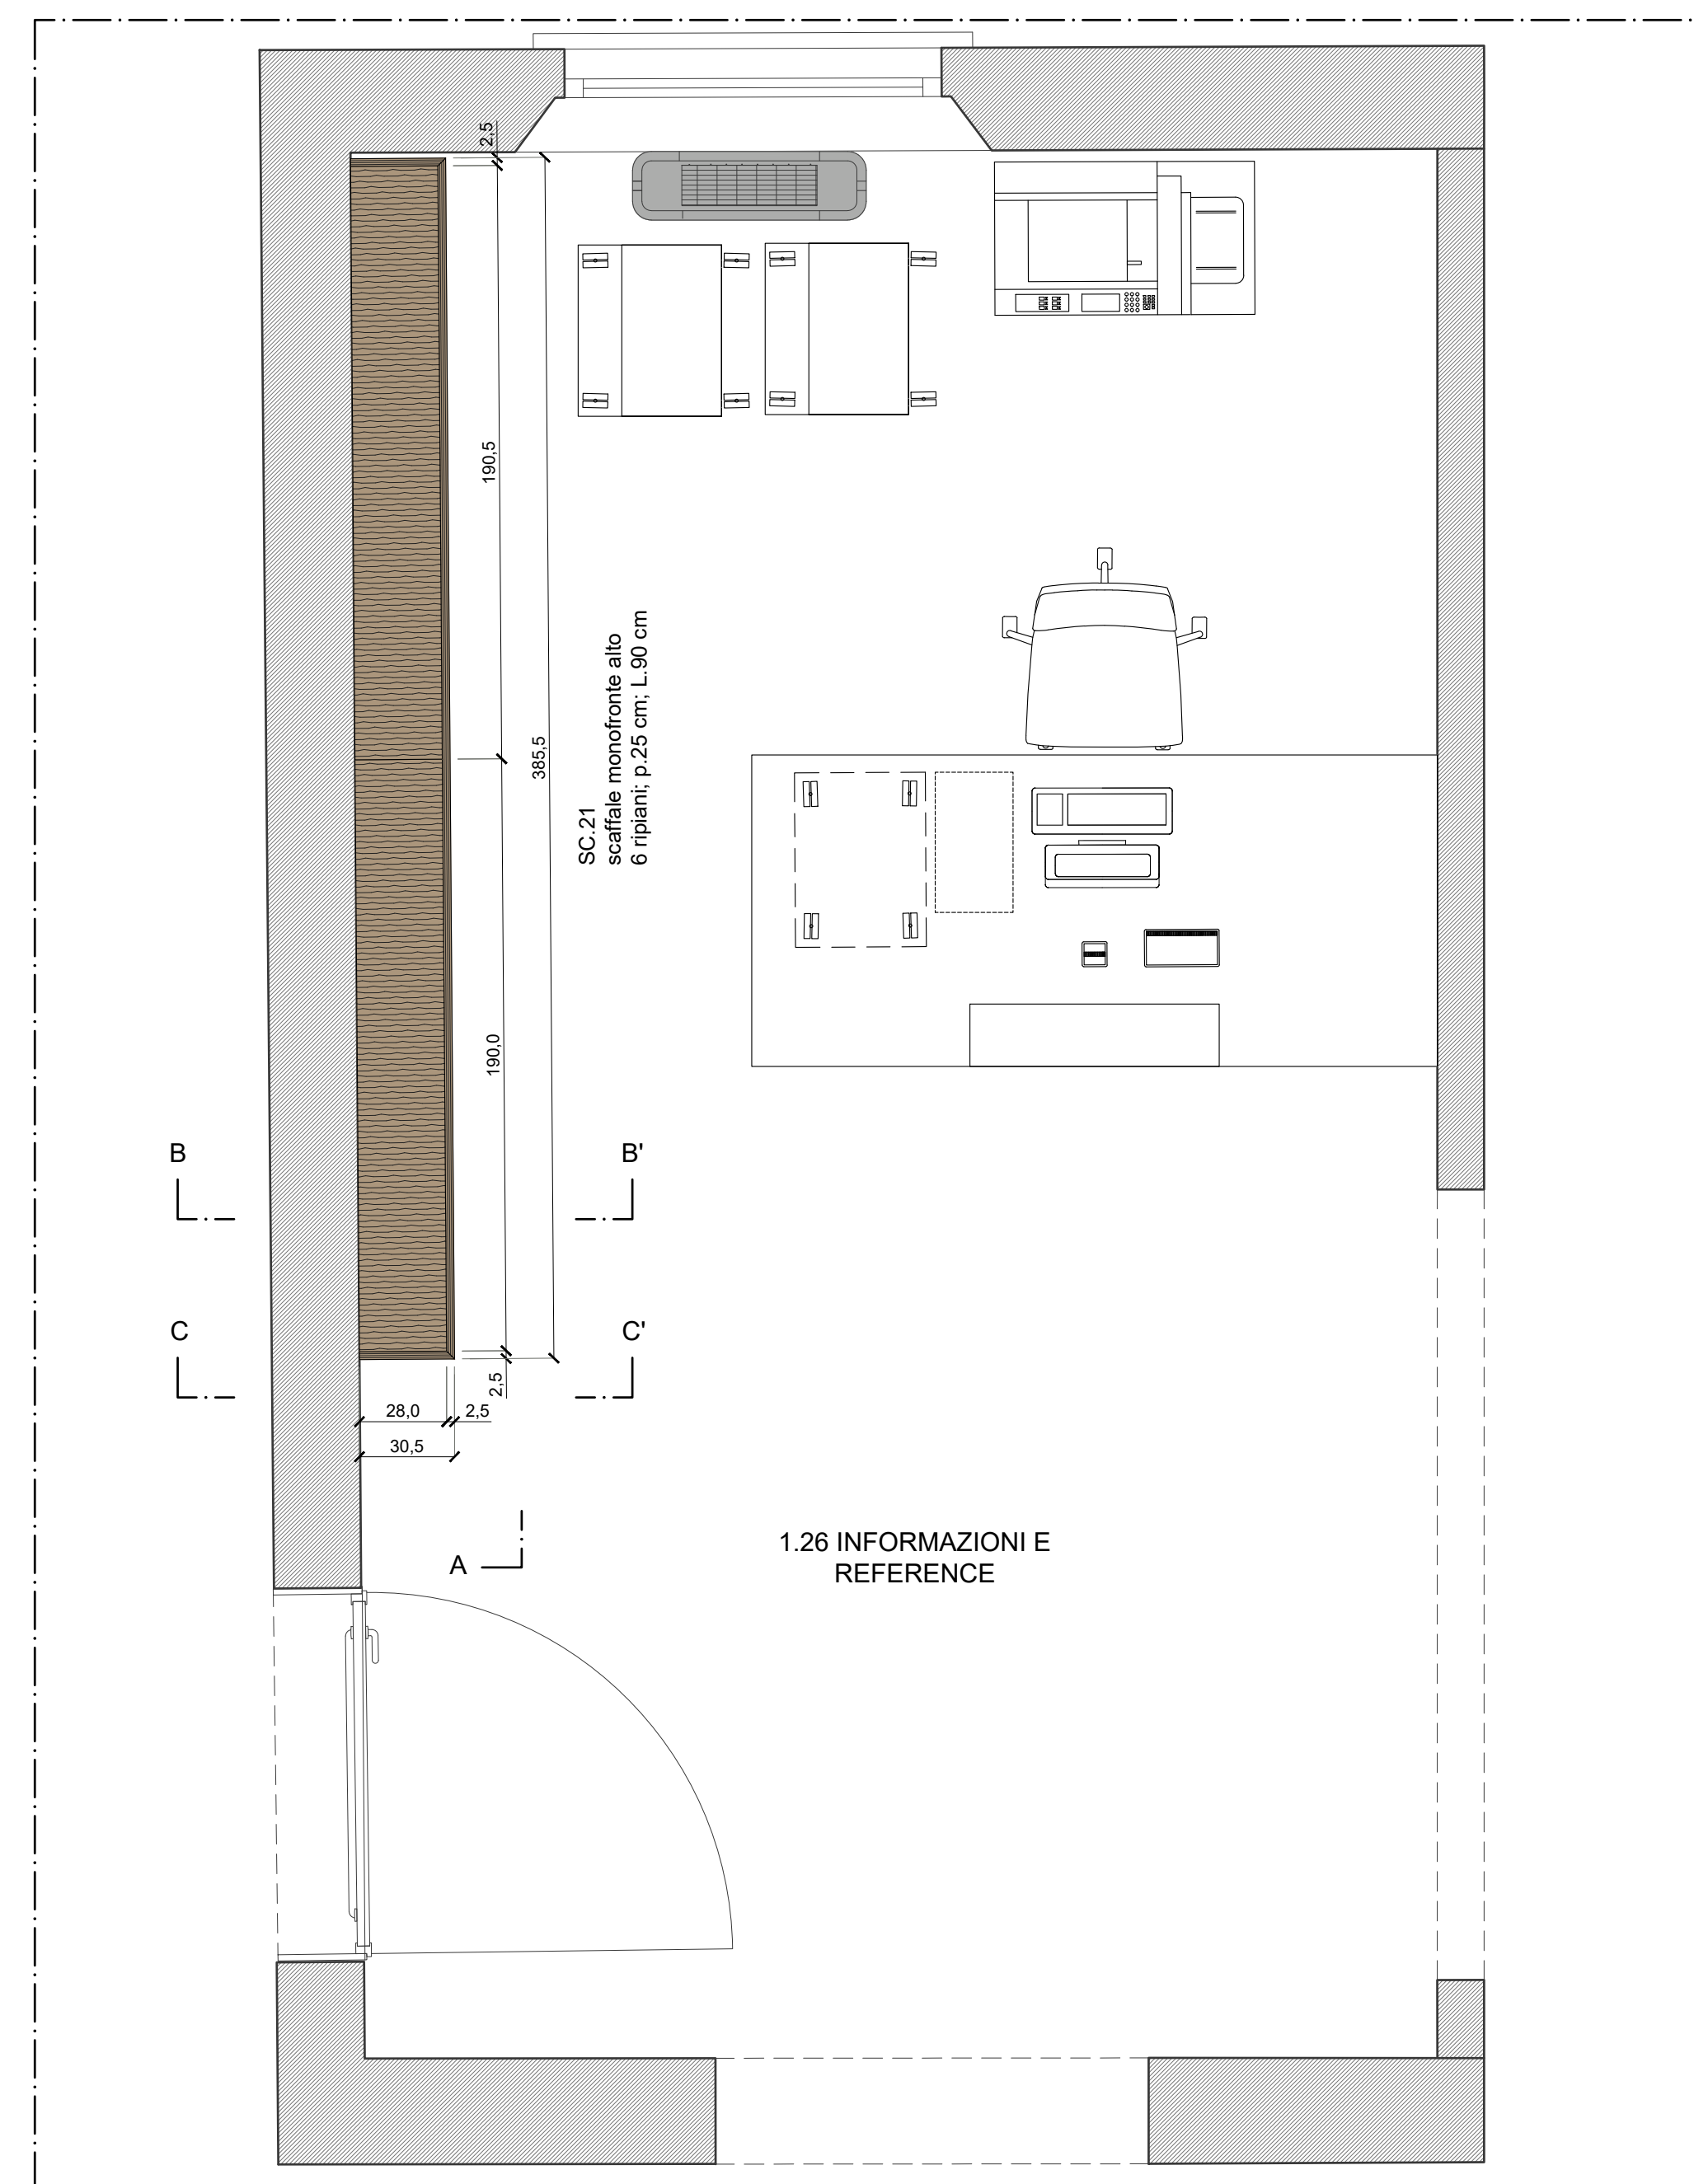 2,5
190,5
385,5
SC.21
scaffale monofronte alto
6 ripiani; p.25 cm; L.90 cm
190,0
B
B'
C
C'
2,5
28,0
2,5
30,5
A
1.26 INFORMAZIONI E
REFERENCE